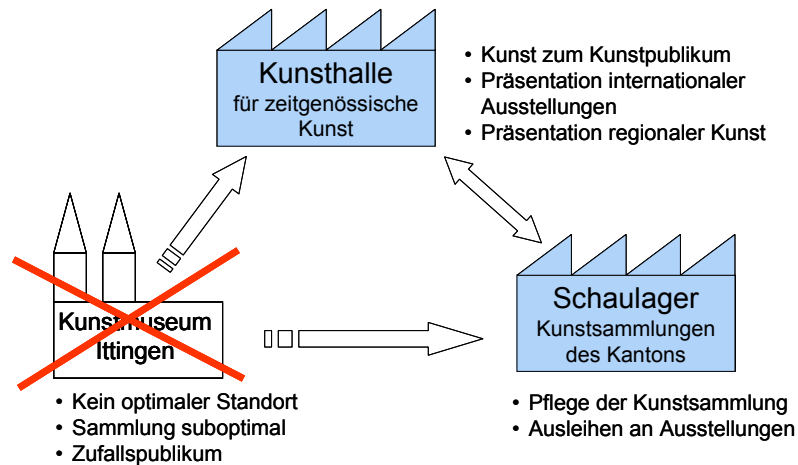 Kunsthalle
für zeitgenössische
Kunst
• Kunst zum Kunstpublikum
• Präsentation internationaler
Ausstellungen
• Präsentation regionaler Kunst
Kunstmuseum
Ittingen
• Kein optimaler Standort
• Sammlung suboptimal
• Zufallspublikum
Schaulager
Kunstsammlungen
des Kantons
• Pflege der Kunstsammlung
• Ausleihen an Ausstellungen